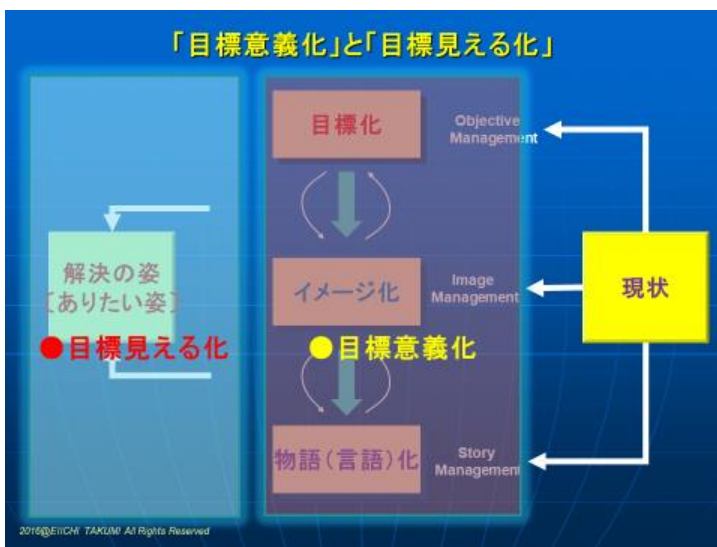 「目標意義化」と「目標見える化」
目標化
Objective
Management
解決の姿
［ありたい姿］
●目標見える化
イメージ化
Image
Management
●目標意義化
現状
物語(言語)化
Story
Management
2016@EIICHI TAKUMI All Rights Reserved